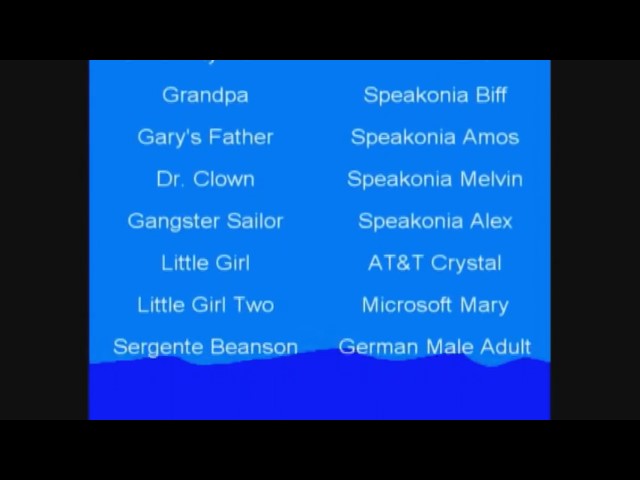 Grandpa Speakonia Biff
Gary's Father Speakonia Amos
Dr. Clown Speakonia Melvin
Gangster Sailor Speakonia Alex
Little Girl AT&T Crystal
Little Girl Two Microsoft Mary
Sergente Beanson German Male Adult